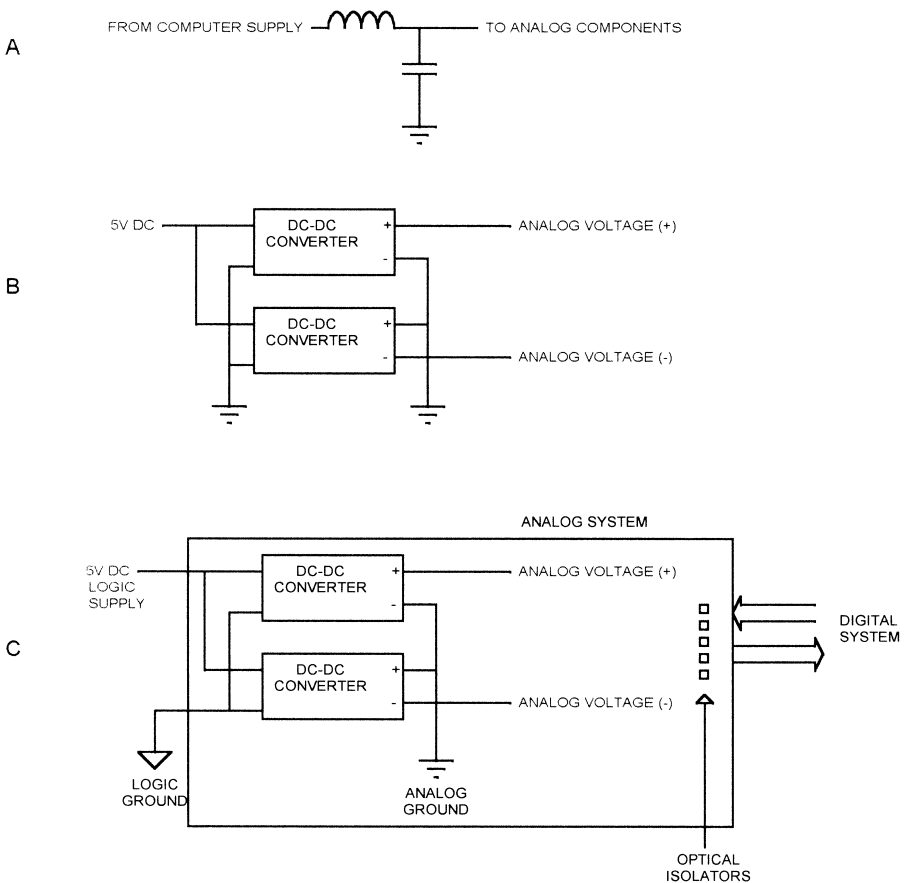 A
FROM COMPUTER SUPPLY
TO ANALOG COMPONENTS
B
5V DC
DC-DC
CONVERTER
+
-
ANALOG VOLTAGE (+)
DC-DC
CONVERTER
+
-
ANALOG VOLTAGE (-)
C
ANALOG SYSTEM
5V DC
LOGIC
SUPPLY
DC-DC
CONVERTER
+
-
ANALOG VOLTAGE (+)
DIGITAL
SYSTEM
DC-DC
CONVERTER
+
-
ANALOG VOLTAGE (-)
LOGIC
GROUND
ANALOG
GROUND
OPTICAL
ISOLATORS